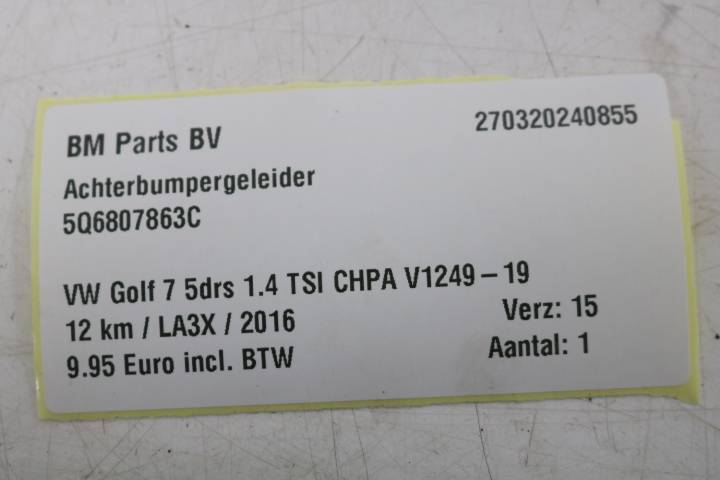 BM Parts BV
270320240855
Achterbumpergeleider
5Q6807863C
VW Golf 7 5drs 1.4 TSI CHPA V1249 – 19
12 km / LA3X / 2016
Verz: 15
9.95 Euro incl. BTW
Aantal: 1